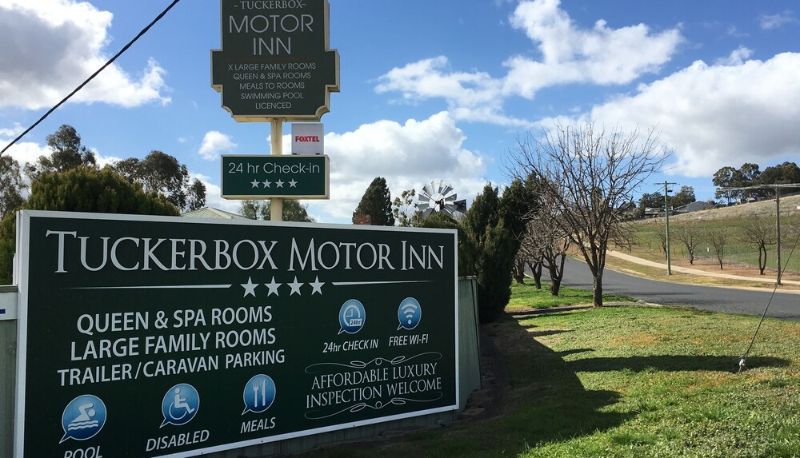 - TUCKERBOX -
MOTOR
INN
X LARGE FAMILY ROOMS
QUEEN & SPA ROOMS
MEALS TO ROOMS
SWIMMING POOL
LICENCED
FOXTEL
24 hr Check-in
TUCKERBOX MOTOR INN
QUEEN & SPA ROOMS
LARGE FAMILY ROOMS
TRAILER/CARAVAN PARKING
24hr
24hr CHECK IN
FREE WI-FI
AFFORDABLE LUXURY
INSPECTION WELCOME
POOL
DISABLED
MEALS